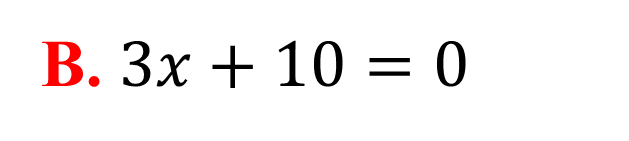 B. 3x + 10 = 0